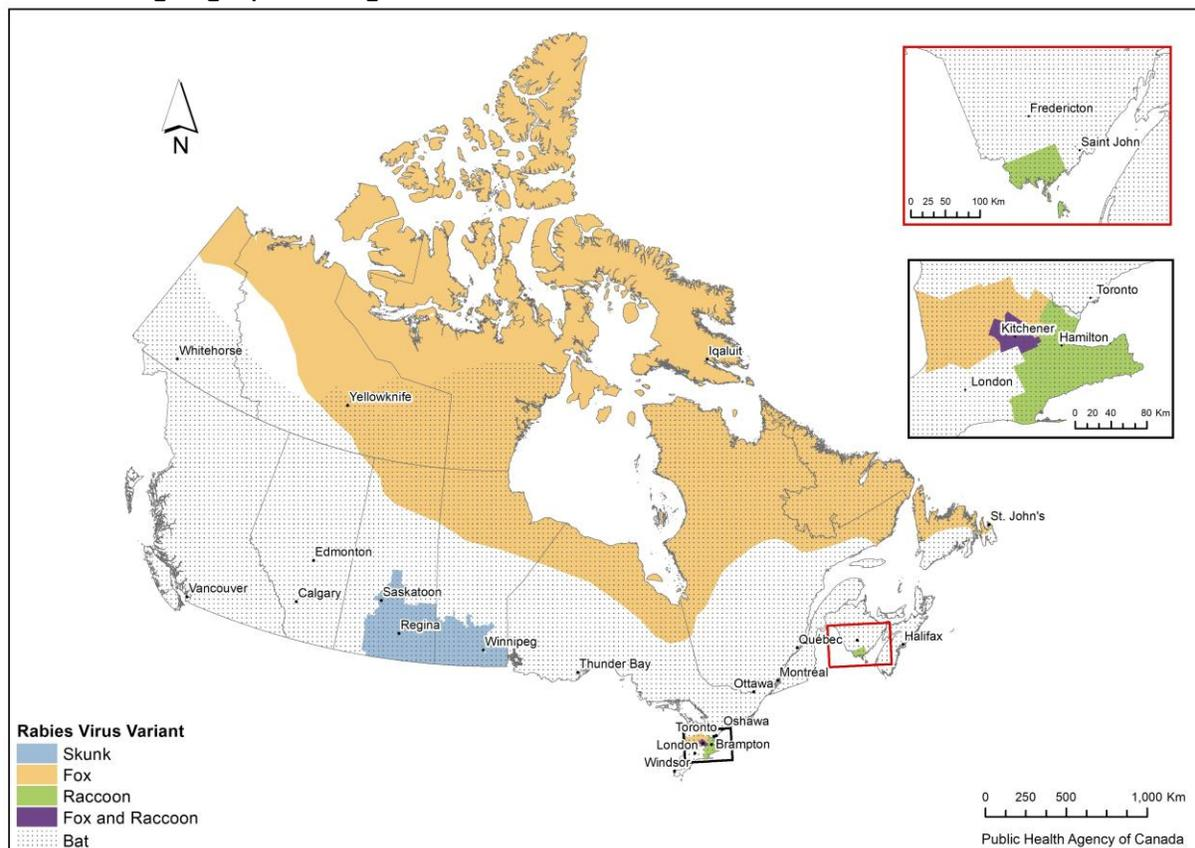 N
Fredericton
Saint John
0 25 50 100 Km
Toronto
Kitchener
Hamilton
London
0 20 40 80 Km
Whitehorse
Yellowknife
Iqaluit
St. John's
Edmonton
Vancouver
Calgary
Saskatoon
Regina
Winnipeg
Thunder Bay
Québec
Halifax
Montréal
Ottawa
Toronto
Oshawa
London
Brampton
Windsor
Rabies Virus Variant
Skunk
Fox
Raccoon
Fox and Raccoon
Bat
0 250 500 1,000 Km
Public Health Agency of Canada